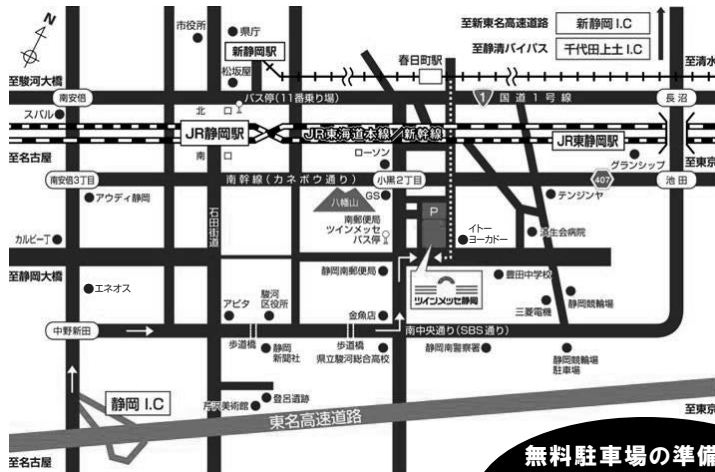 至新東名高速道路
新静岡 I.C
至静清バイパス
千代田上土 I.C
N
市役所
県庁
新静岡駅
松坂屋
春日町駅
至清水
至駿河大橋
南安倍
バス停(11番乗り場)
1
国道1号線
長沼
スバル
北口
JR静岡駅
南口
JR東海道本線/新幹線
JR東静岡駅
至名古屋
ローソン
グランシップ
至東京
南安倍3丁目
南幹線(カネボウ通り)
小黒2丁目
407
池田
アウディ静岡
石田街道
八幡山
GS
P
テンジンヤ
南郵便局
ツインメッセ
バス停
カルビー丁
イトー
ヨーカドー
済生会病院
至静岡大橋
静岡南郵便局
エネオス
ツインメッセ静岡
豊田中学校
アピタ
駿河
区役所
金魚店
三菱電機
静岡競輪場
中野新田
南中央通り(SBS通り)
歩道橋
静岡
新聞社
歩道橋
県立駿河総合高校
静岡南警察署
静岡競輪場
駐車場
静岡 I.C
登呂遺跡
芹沢美術館
東名高速道路
至東京
至名古屋
無料駐車場の準備